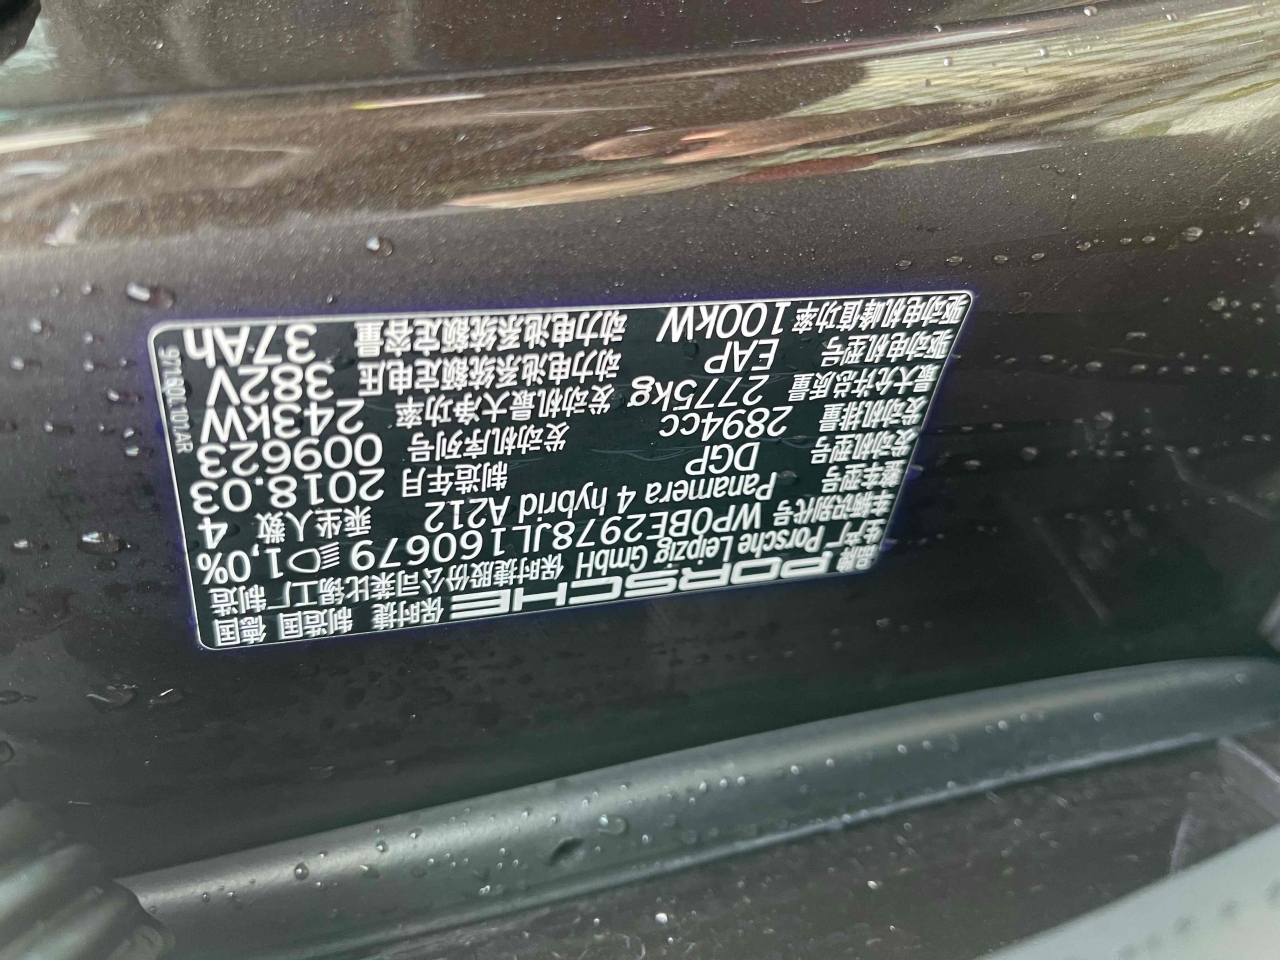 品牌 PORSCHE 保时捷 制造国 德国
生产厂 Porsche Leipzig GmbH 保时捷股份公司莱比锡工厂制造
车辆识别代号 WP0BE2978JL160679 1,0%
整车型号 Panamera 4 hybrid A212 乘坐人数 4
发动机型号 DGP 制造年月 2018.03
发动机排量 2894cc 发动机序列号 009623
最大允许总质量 2775kg 发动机最大净功率 243kW
驱动电机型号 EAP 动力电池系统额定电压 382V
驱动电机峰值功率 100kW 动力电池系统额定容量 37Ah